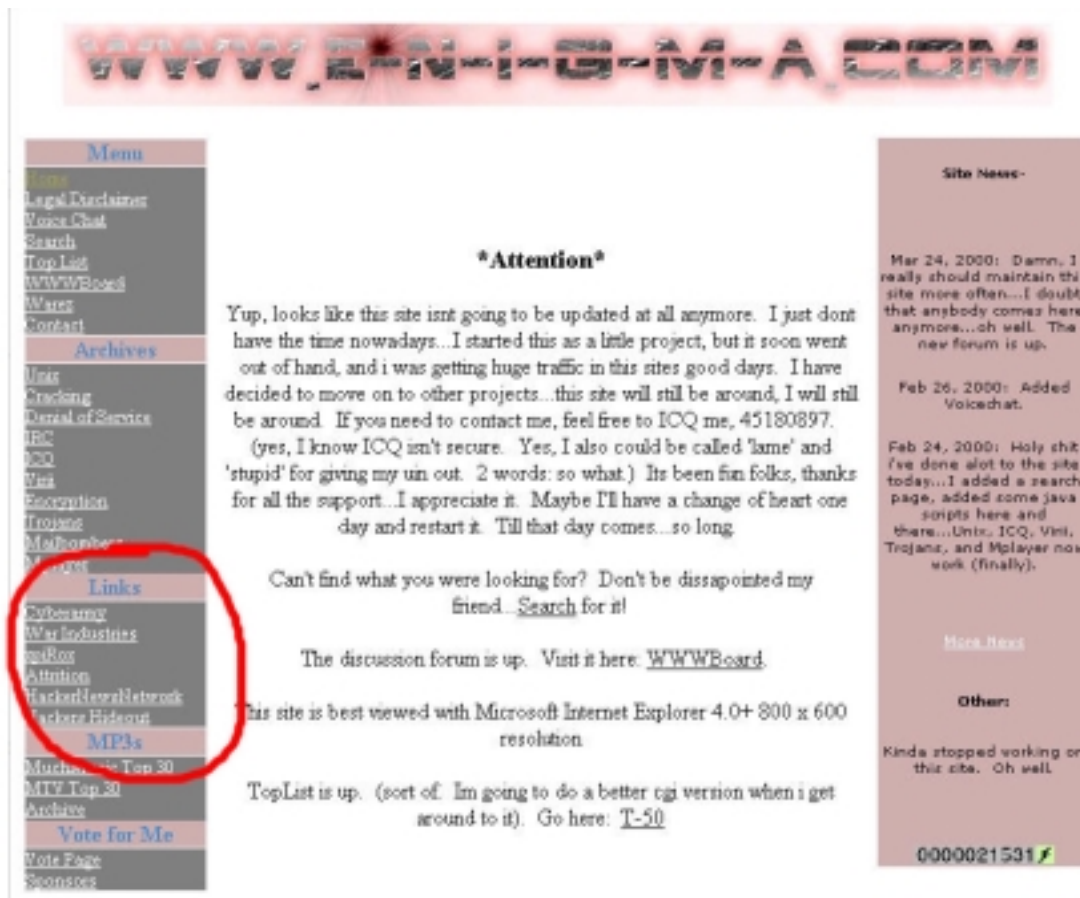 WWW.E-N-I-G-M-A.COM
Menu
Home
Legal Disclaimer
Voice Chat
Search
Top List
WWWBoard
Warez
Contact
Archives
Unix
Cracking
Denial of Service
IRC
ICQ
Virii
Encryption
Trojans
Mailbombers
Mplayer
Links
Cyberarmy
War Industries
Attrition
HackerNewsNetwork
Hackers Hideout
MP3s
Top 30
MTV Top 30
Archive
Vote for Me
Vote Page
Sponsors
*Attention*
Yup, looks like this site isnt going to be updated at all anymore. I just dont
have the time nowadays...I started this as a little project, but it soon went
out of hand, and i was getting huge traffic in this sites good days. I have
decided to move on to other projects...this site will still be around, I will still
be around. If you need to contact me, feel free to ICQ me, 45180897.
(yes, I know ICQ isn't secure. Yes, I also could be called 'lame' and
'stupid' for giving my uin out. 2 words: so what.) Its been fun folks, thanks
for all the support...I appreciate it. Maybe I'll have a change of heart one
day and restart it. Till that day comes...so long.
Can't find what you were looking for? Don't be dissapointed my
friend...Search for it!
The discussion forum is up. Visit it here: WWWBoard.
This site is best viewed with Microsoft Internet Explorer 4.0+ 800 x 600
resolution
TopList is up. (sort of. Im going to do a better cgi version when i get
around to it). Go here: T-50
Site News-
Mar 24, 2000: Damn, I
really should maintain thi
site more often...I doubt
that anybody comes here
anymore...oh well. The
new forum is up.
Feb 26, 2000: Added
Voicechat.
Feb 24, 2000: Holy shit
i've done alot to the site
today...I added a search
page, added some java
scripts here and
there...Unix, ICQ, Virii,
Trojans, and Mplayer now
work (finally).
More News
Other:
Kinda stopped working on
this site. Oh well.
0000021531